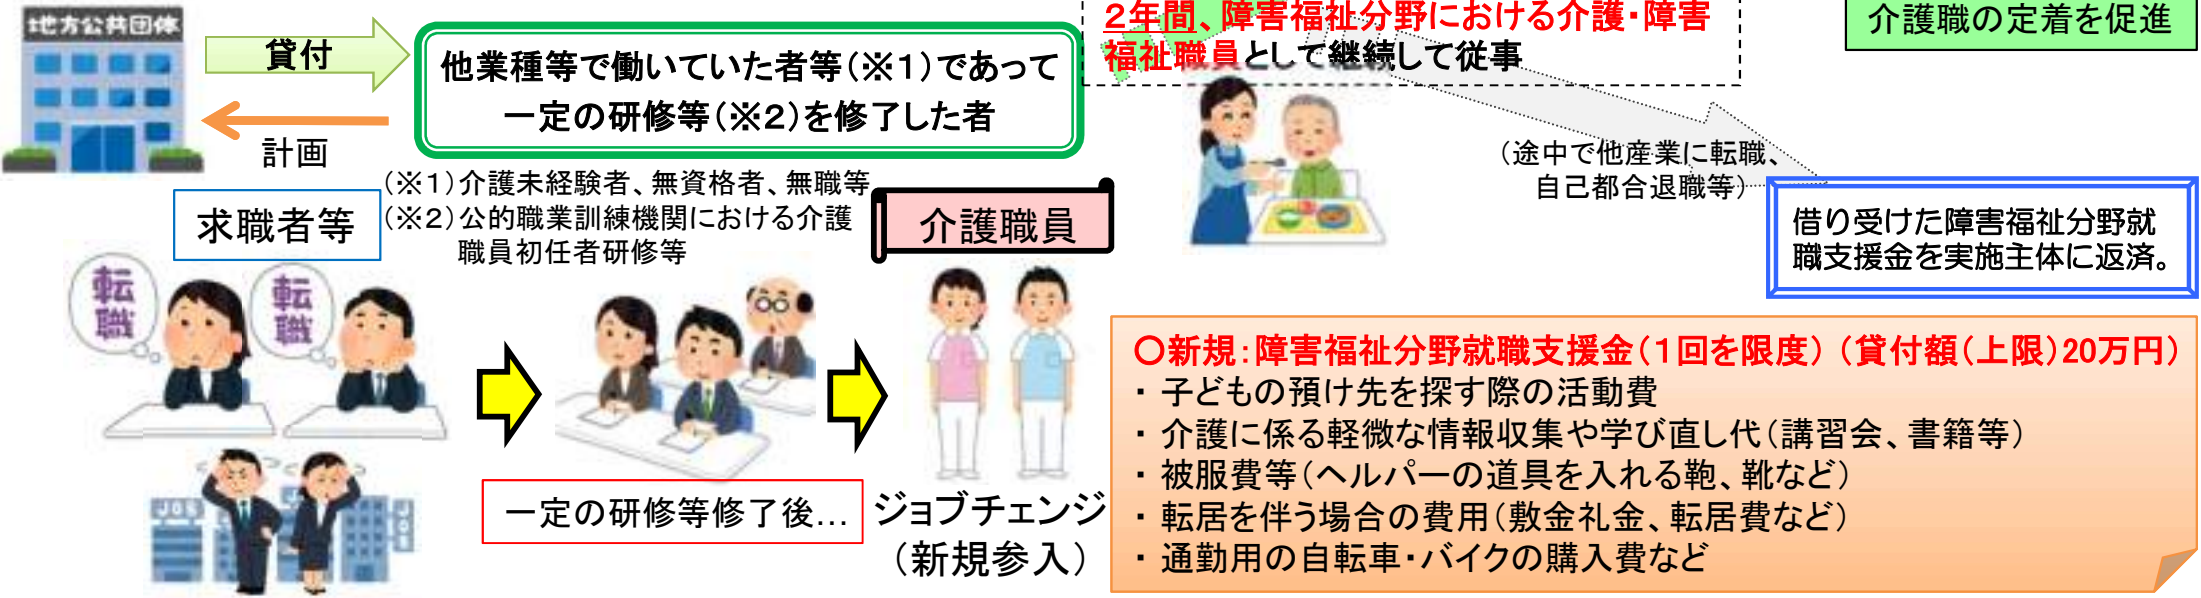 地方公共団体
貸付
計画
他業種等で働いていた者等(※1)であって
一定の研修等(※2)を修了した者
2年間、障害福祉分野における介護・障害
福祉職員として継続して従事
介護職の定着を促進
(途中で他産業に転職、
自己都合退職等)
借り受けた障害福祉分野就
職支援金を実施主体に返済。
(※1)介護未経験者、無資格者、無職等
(※2)公的職業訓練機関における介護
職員初任者研修等
求職者等
介護職員
転職
転職
JOB
JOB
一定の研修等修了後…
ジョブチェンジ
(新規参入)
〇新規:障害福祉分野就職支援金(1回を限度)(貸付額(上限)20万円)
・ 子どもの預け先を探す際の活動費
・ 介護に係る軽微な情報収集や学び直し代(講習会、書籍等)
・ 被服費等(ヘルパーの道具を入れる鞄、靴など)
・ 転居を伴う場合の費用(敷金礼金、転居費など)
・ 通勤用の自転車・バイクの購入費など